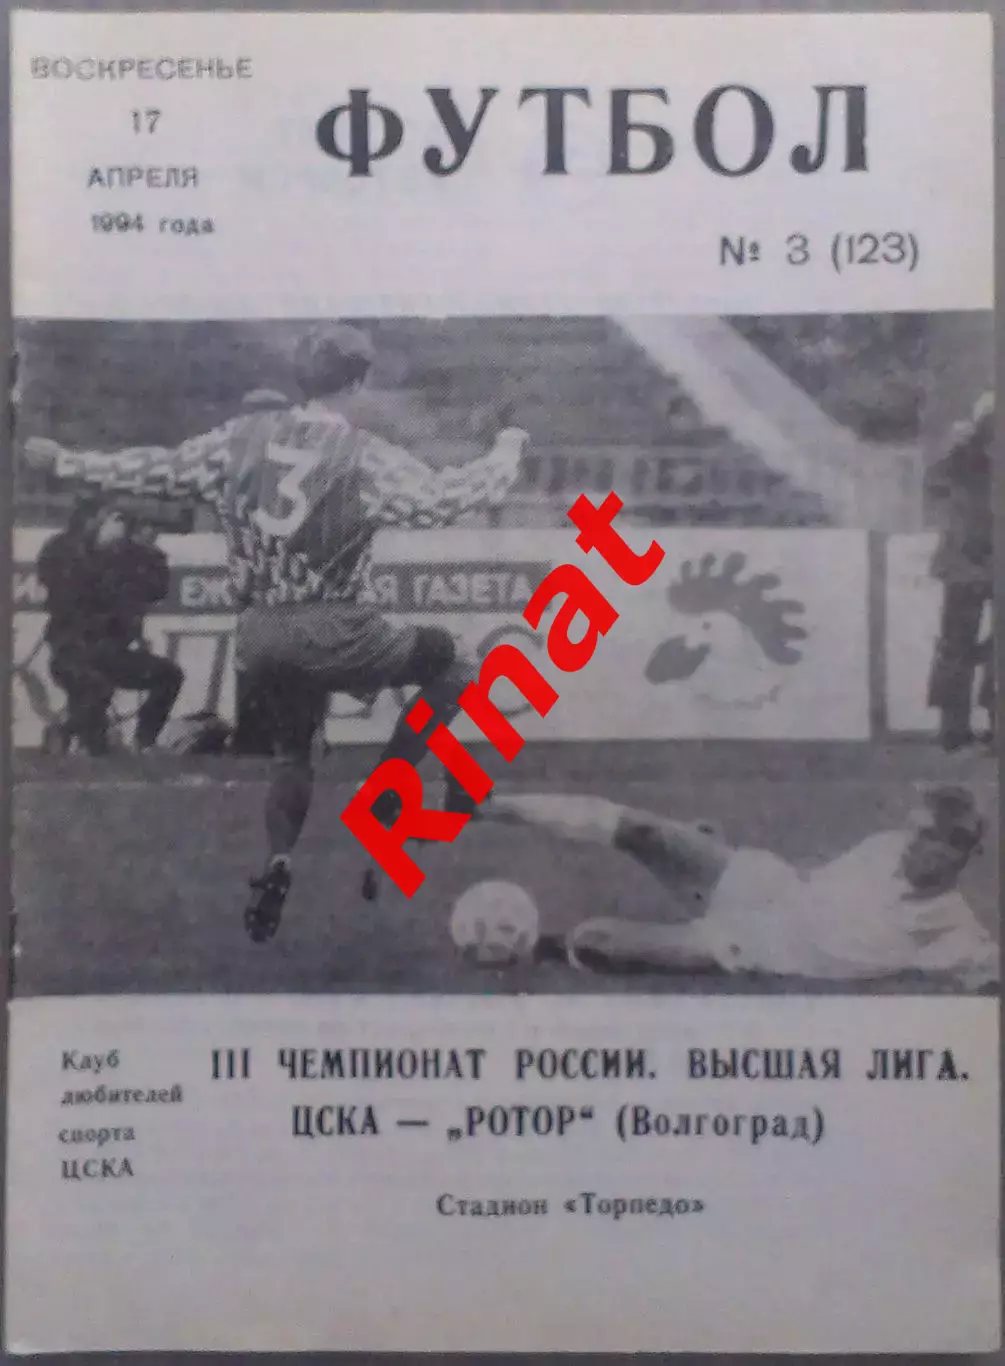 ВОСКРЕСЕНЬЕ
17
АПРЕЛЯ
1994 года
ФУТБОЛ
№ 3 (123)
3
ГАЗЕТА
Rinat
Клуб
любителей
спорта
ЦСКА
III ЧЕМПИОНАТ РОССИИ. ВЫСШАЯ ЛИГА.
ЦСКА — „РОТОР“ (Волгоград)
Стадион «Торпедо»